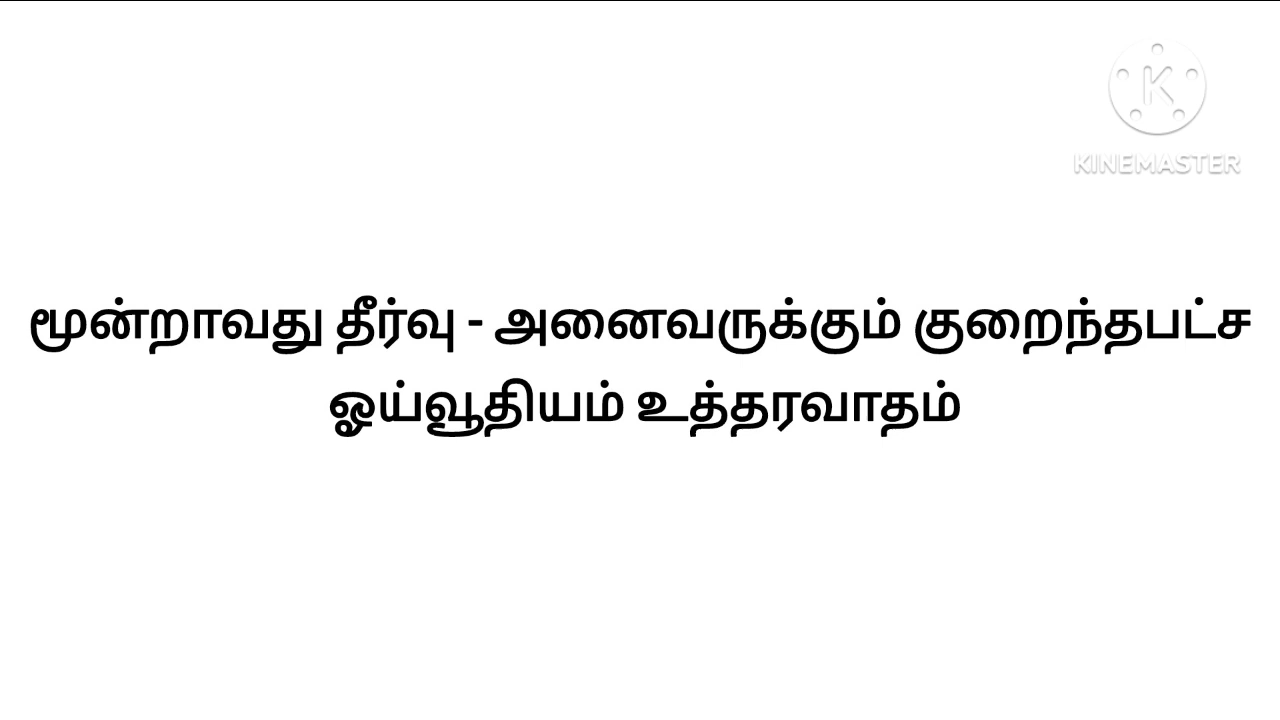 KINEMASTER
மூன்றாவது தீர்வு - அனைவருக்கும் குறைந்தபட்ச
ஓய்வூதியம் உத்தரவாதம்